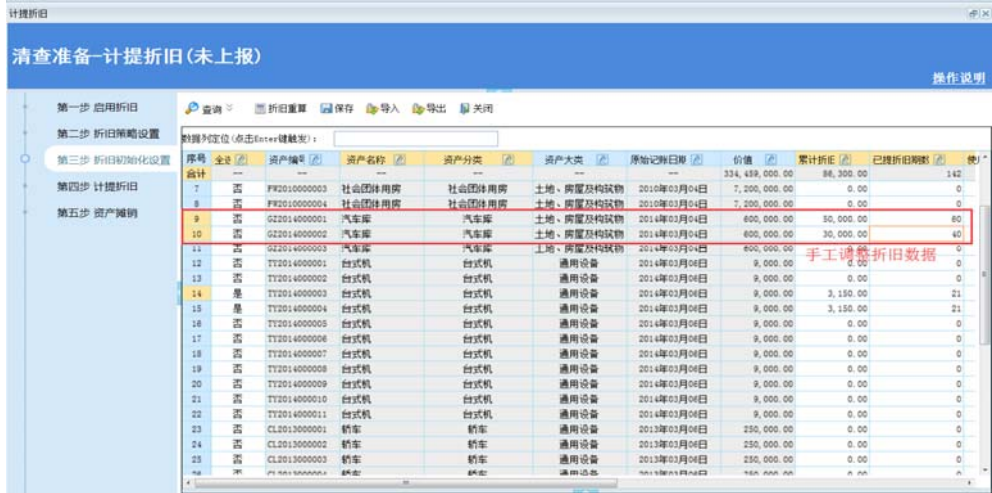 计提折旧
清查准备-计提折旧(未上报)
操作说明
第一步 启用折旧
第二步 折旧策略设置
第三步 折旧初始化设置
第四步 计提折旧
第五步 资产摊销
查询 折旧重算 保存 导入 导出 关闭
数据列定位(点击Enter键触发):
序号 资产编号 资产名称 资产分类 资产大类 原始记账日期 价值 累计折旧 已提折旧期数
合计 -- -- -- -- -- -- 334,459,000.00 86,300.00 142
7 否 FW2010000003 社会团体用房 社会团体用房 土地、房屋及构筑物 2010年03月04日 7,200,000.00 0.00 0
8 否 FW2010000004 社会团体用房 社会团体用房 土地、房屋及构筑物 2010年03月04日 7,200,000.00 0.00 0
9 否 GZ2014000001 汽车库 汽车库 土地、房屋及构筑物 2014年03月04日 600,000.00 50,000.00 60
10 否 GZ2014000002 汽车库 汽车库 土地、房屋及构筑物 2014年03月04日 600,000.00 30,000.00 40
11 否 GZ2014000003 汽车库 汽车库 土地、房屋及构筑物 2014年03月04日 600,000.00 0.00 0
手工调整折旧数据
12 否 TY2014000001 台式机 台式机 通用设备 2014年03月06日 9,000.00 0.00 0
13 否 TY2014000002 台式机 台式机 通用设备 2014年03月06日 9,000.00 0.00 0
14 是 TY2014000003 台式机 台式机 通用设备 2014年03月06日 9,000.00 3,150.00 21
15 是 TY2014000004 台式机 台式机 通用设备 2014年03月06日 9,000.00 3,150.00 21
16 否 TY2014000005 台式机 台式机 通用设备 2014年03月06日 9,000.00 0.00 0
17 否 TY2014000006 台式机 台式机 通用设备 2014年03月06日 9,000.00 0.00 0
18 否 TY2014000007 台式机 台式机 通用设备 2014年03月06日 9,000.00 0.00 0
19 否 TY2014000008 台式机 台式机 通用设备 2014年03月06日 9,000.00 0.00 0
20 否 TY2014000009 台式机 台式机 通用设备 2014年03月06日 9,000.00 0.00 0
21 否 TY2014000010 台式机 台式机 通用设备 2014年03月06日 9,000.00 0.00 0
22 否 TY2014000011 台式机 台式机 通用设备 2014年03月06日 9,000.00 0.00 0
23 否 CL2013000001 轿车 轿车 通用设备 2013年03月06日 250,000.00 0.00 0
24 否 CL2013000002 轿车 轿车 通用设备 2013年03月06日 250,000.00 0.00 0
25 否 CL2013000003 轿车 轿车 通用设备 2013年03月06日 250,000.00 0.00 0